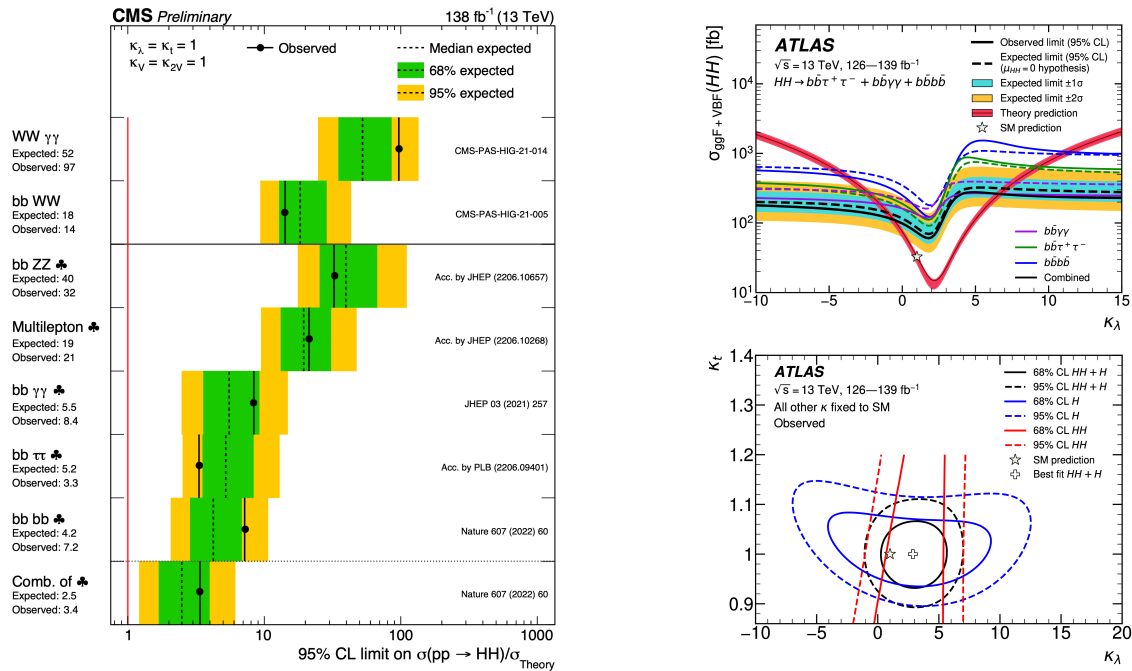 CMS Preliminary 138 fb⁻¹ (13 TeV)
κλ = κt = 1
κV = κ2V = 1
Observed
Median expected
68% expected
95% expected
WW γγ
Expected: 52
Observed: 97
CMS-PAS-HIG-21-014
bb WW
Expected: 18
Observed: 14
CMS-PAS-HIG-21-005
bb ZZ ♣
Expected: 40
Observed: 32
Acc. by JHEP (2206.10657)
Multilepton ♣
Expected: 19
Observed: 21
Acc. by JHEP (2206.10268)
bb γγ ♣
Expected: 5.5
Observed: 8.4
JHEP 03 (2021) 257
bb ττ ♣
Expected: 5.2
Observed: 3.3
Acc. by PLB (2206.09401)
bb bb ♣
Expected: 4.2
Observed: 7.2
Nature 607 (2022) 60
Comb. of ♣
Expected: 2.5
Observed: 3.4
Nature 607 (2022) 60
1 10 100 1000
95% CL limit on σ(pp → HH)/σTheory
σggF + VBF(HH) [fb]
10⁴
10³
10²
10¹
ATLAS
√s = 13 TeV, 126—139 fb⁻¹
HH → bb̄τ⁺τ⁻ + bb̄γγ + bb̄bb̄
Observed limit (95% CL)
Expected limit (95% CL)
(μHH = 0 hypothesis)
Expected limit ±1σ
Expected limit ±2σ
Theory prediction
SM prediction
bb̄γγ
bb̄τ⁺τ⁻
bb̄bb̄
Combined
−10 −5 0 5 10 15
κλ
κt
1.4
1.3
1.2
1.1
1.0
0.9
ATLAS
√s = 13 TeV, 126—139 fb⁻¹
All other κ fixed to SM
Observed
68% CL HH + H
95% CL HH + H
68% CL H
95% CL H
68% CL HH
95% CL HH
SM prediction
Best fit HH + H
−10 −5 0 5 10 15 20
κλ